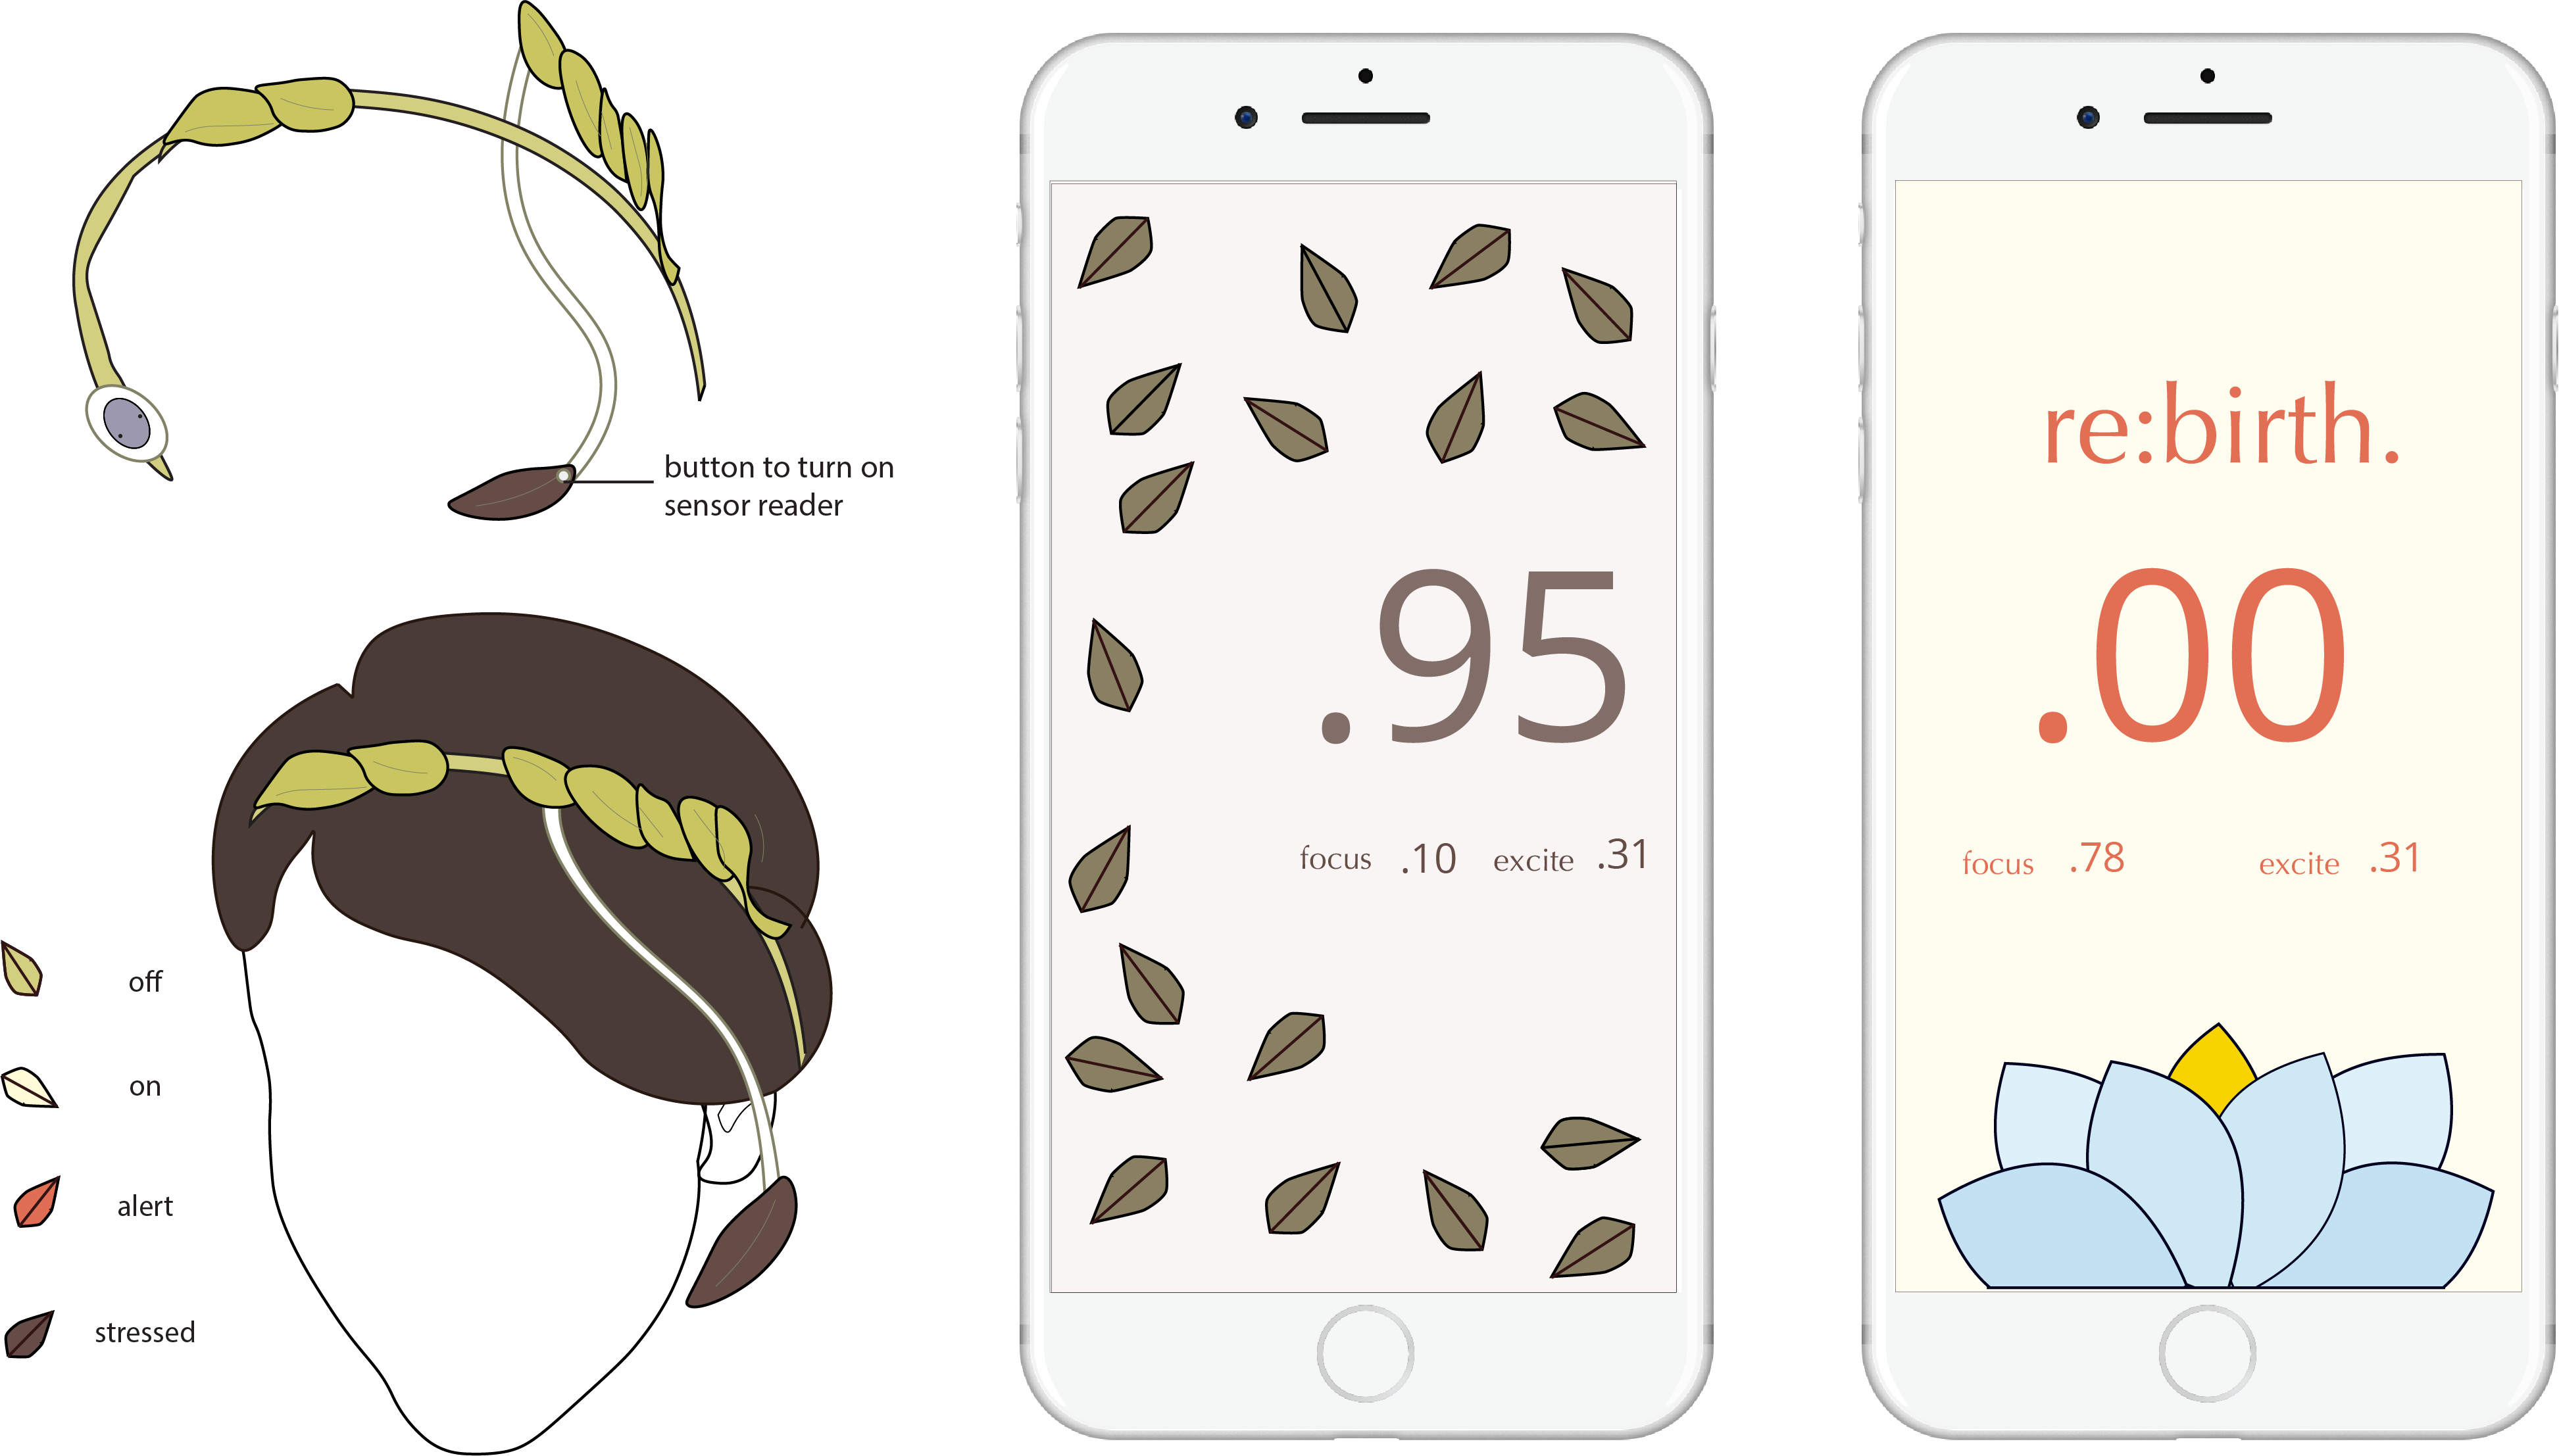 button to turn on
sensor reader
off
on
alert
stressed
.95
focus .10 excite .31
re:birth.
.00
focus .78 excite .31